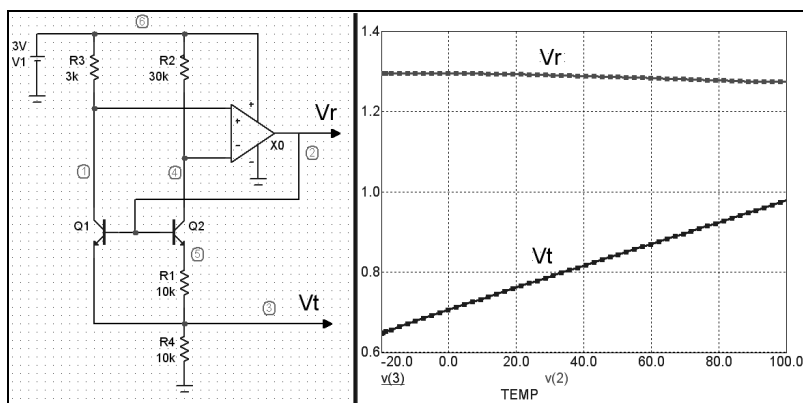 6
3V
V1
R3
3k
R2
30k
+
+
-
-
X0
Vr
2
1
4
Q1
Q2
5
R1
10k
3
Vt
R4
10k
1.4
1.2
1.0
0.8
0.6
Vr
Vt
-20.0 0.0 20.0 40.0 60.0 80.0 100.0
v(3) v(2)
TEMP